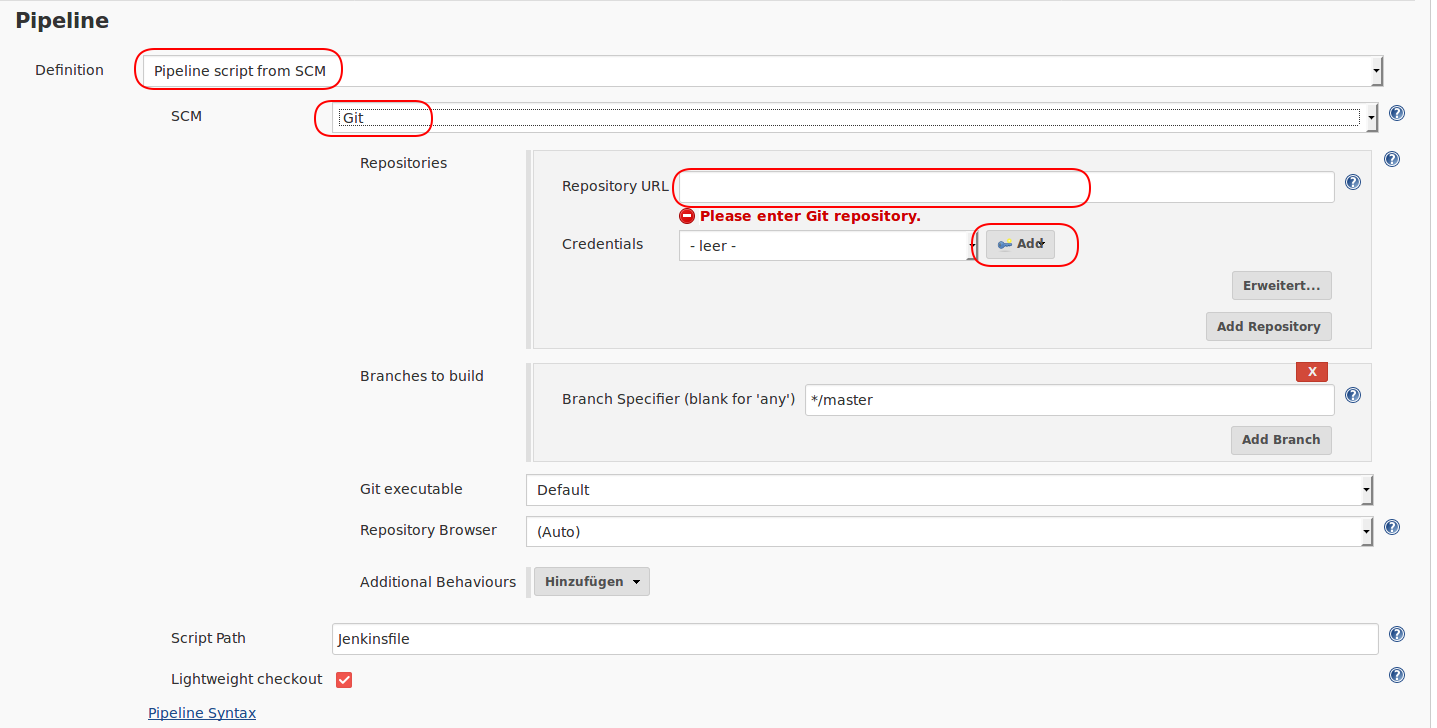 Pipeline
Definition
Pipeline script from SCM
SCM
Git
Repositories
Repository URL
Please enter Git repository.
Credentials
- leer -
Add
Erweitert...
Add Repository
Branches to build
X
Branch Specifier (blank for 'any')
*/master
Add Branch
Git executable
Default
Repository Browser
(Auto)
Additional Behaviours
Hinzufügen
Script Path
Jenkinsfile
Lightweight checkout
Pipeline Syntax